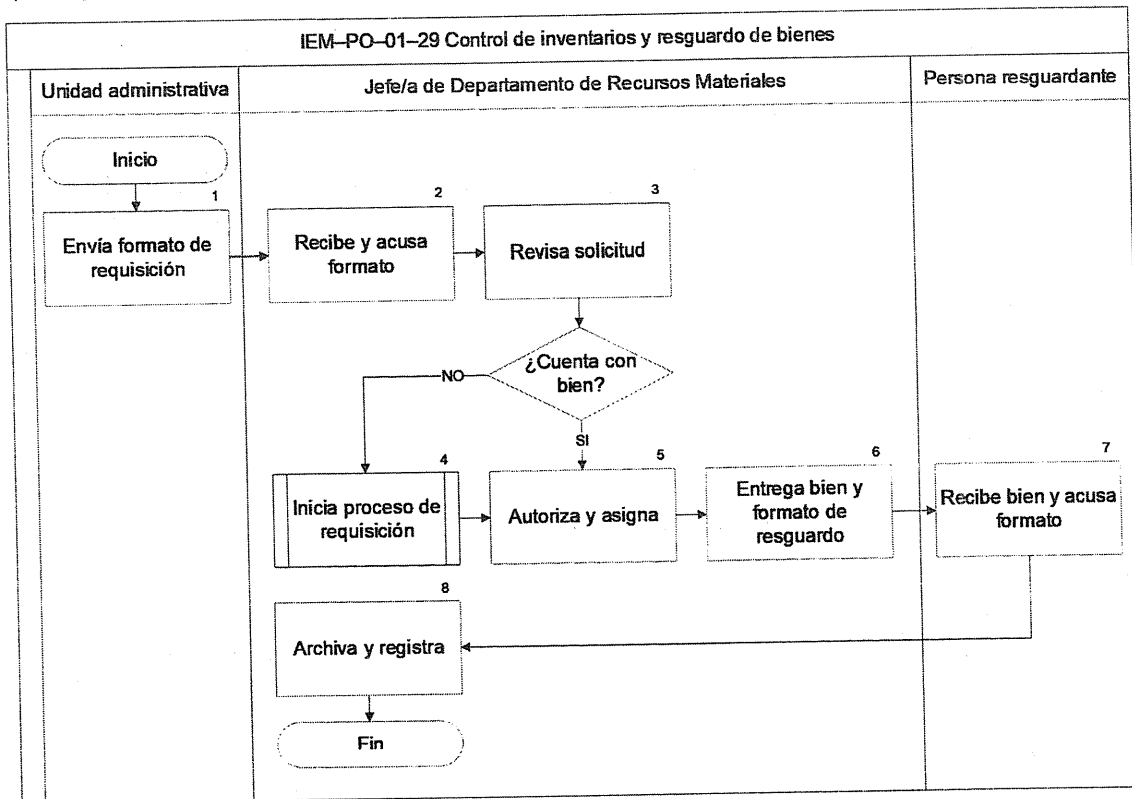 IEM–PO–01–29 Control de inventarios y resguardo de bienes
Unidad administrativa
Jefe/a de Departamento de Recursos Materiales
Persona resguardante
Inicio
1
Envía formato de
requisición
2
Recibe y acusa
formato
3
Revisa solicitud
¿Cuenta con
bien?
NO
SI
4
Inicia proceso de
requisición
5
Autoriza y asigna
6
Entrega bien y
formato de
resguardo
7
Recibe bien y acusa
formato
8
Archiva y registra
Fin